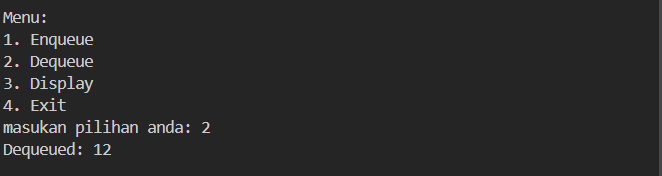 Menu:
1. Enqueue
2. Dequeue
3. Display
4. Exit
masukan pilihan anda: 2
Dequeued: 12